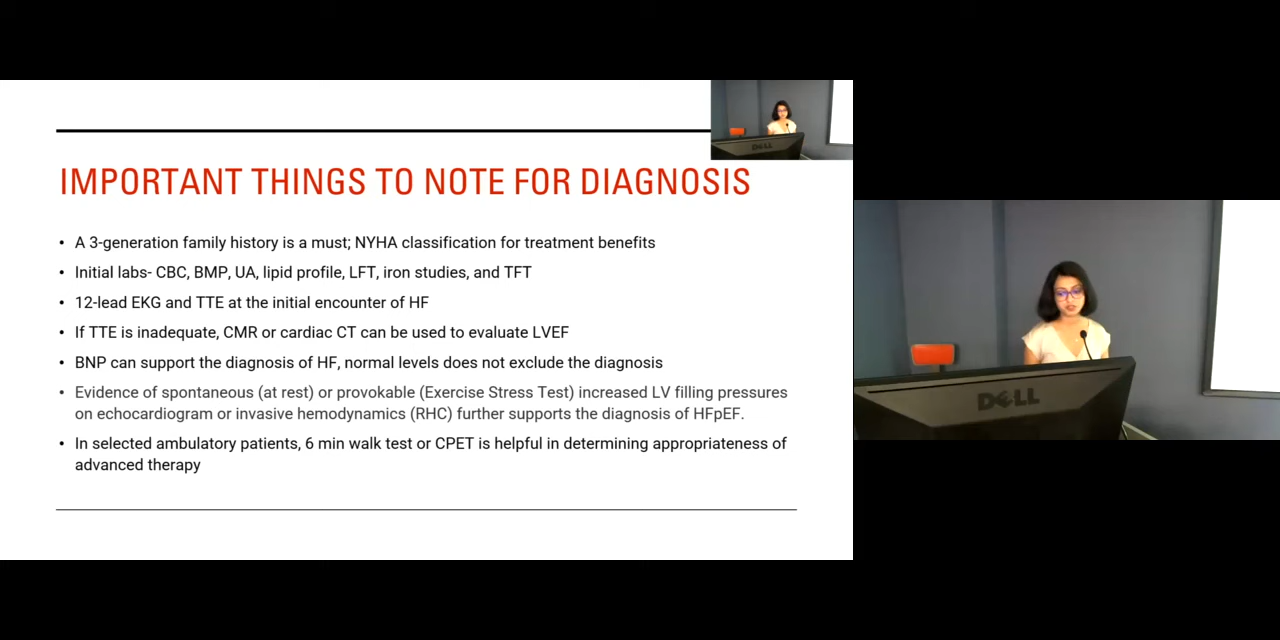 IMPORTANT THINGS TO NOTE FOR DIAGNOSIS
• A 3-generation family history is a must; NYHA classification for treatment benefits
• Initial labs- CBC, BMP, UA, lipid profile, LFT, iron studies, and TFT
• 12-lead EKG and TTE at the initial encounter of HF
• If TTE is inadequate, CMR or cardiac CT can be used to evaluate LVEF
• BNP can support the diagnosis of HF, normal levels does not exclude the diagnosis
• Evidence of spontaneous (at rest) or provokable (Exercise Stress Test) increased LV filling pressures
on echocardiogram or invasive hemodynamics (RHC) further supports the diagnosis of HFpEF.
• In selected ambulatory patients, 6 min walk test or CPET is helpful in determining appropriateness of
advanced therapy
DELL
DELL